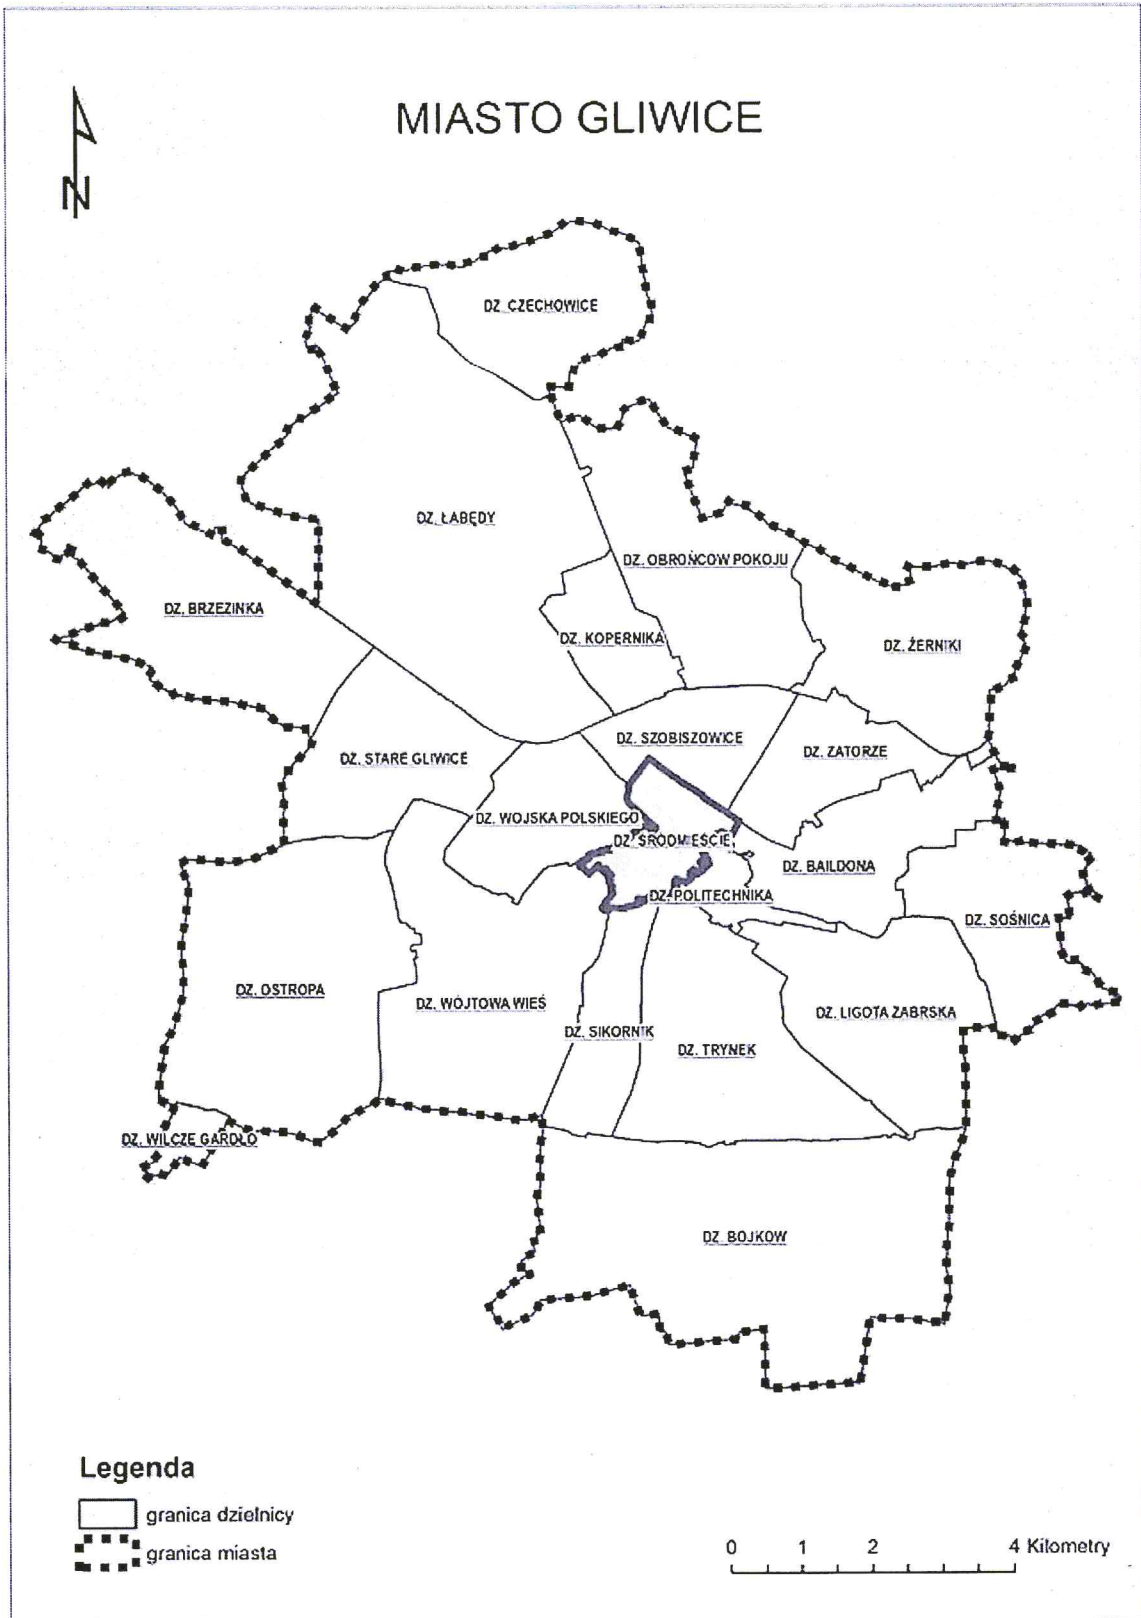 MIASTO GLIWICE
N
DZ. CZECHOWICE
DZ. ŁABĘDY
DZ. OBROŃCÓW POKOJU
DZ. BRZEZINKA
DZ. KOPERNIKA
DZ. ŻERNIKI
DZ. SZOBISZOWICE
DZ. ZATORZE
DZ. STARE GLIWICE
DZ. WOJSKA POLSKIEGO
DZ. ŚRÓDMIEŚCIE
DZ. BAILDONA
DZ. POLITECHNIKA
DZ. SOŚNICA
DZ. OSTROPA
DZ. WÓJTOWA WIEŚ
DZ. LIGOTA ZABRSKA
DZ. SIKORNIK
DZ. TRYNEK
DZ. WILCZE GARDŁO
DZ. BOJKÓW
Legenda
granica dzielnicy
granica miasta
0 1 2 4 Kilometry